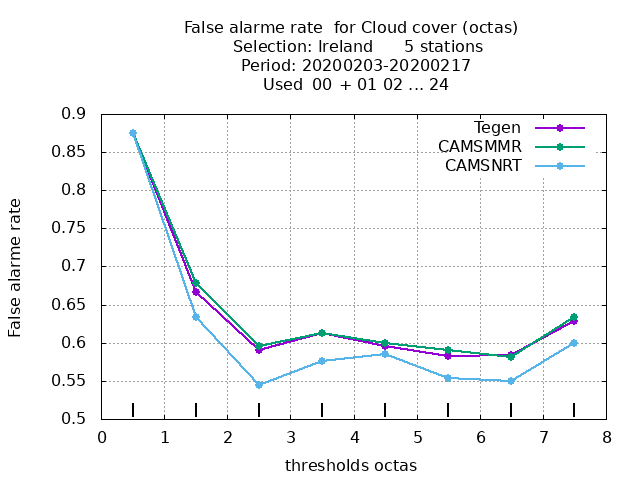 False alarme rate  for Cloud cover (octas)
Selection: Ireland      5 stations
Period: 20200203-20200217
Used  00 + 01 02 ... 24
0.9
Tegen
CAMSMMR
0.85
CAMSNRT
0.8
0.75
0.7
0.65
0.6
0.55
0.5
False alarme rate
0 1 2 3 4 5 6 7 8
thresholds octas